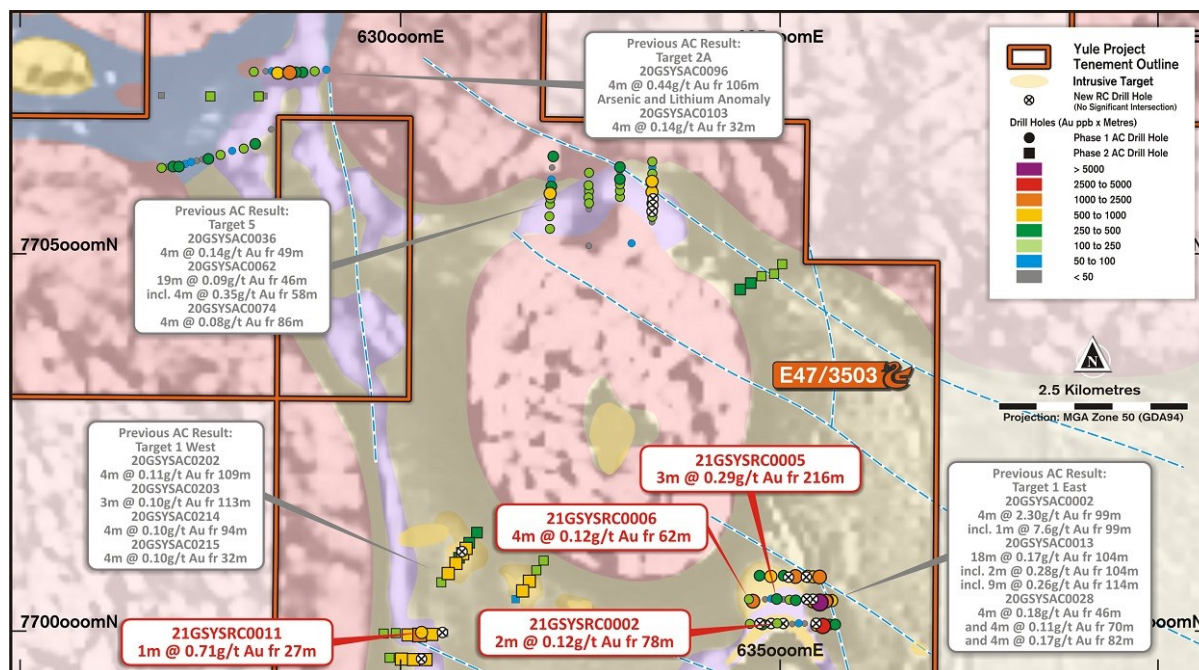 630000mE
635000mE
Previous AC Result:
Target 2A
20GSYSAC0096
4m @ 0.44g/t Au fr 106m
Arsenic and Lithium Anomaly
20GSYSAC0103
4m @ 0.14g/t Au fr 32m
Yule Project
Tenement Outline
Intrusive Target
New RC Drill Hole
(No Significant Intersection)
Drill Holes (Au ppb x Metres)
Phase 1 AC Drill Hole
Phase 2 AC Drill Hole
> 5000
2500 to 5000
1000 to 2500
500 to 1000
250 to 500
100 to 250
50 to 100
< 50
Previous AC Result:
Target 5
20GSYSAC0036
4m @ 0.14g/t Au fr 49m
20GSYSAC0062
19m @ 0.09g/t Au fr 46m
incl. 4m @ 0.35g/t Au fr 58m
20GSYSAC0074
4m @ 0.08g/t Au fr 86m
7705000mN
N
E47/3503
2.5 Kilometres
Projection: MGA Zone 50 (GDA94)
Previous AC Result:
Target 1 West
20GSYSAC0202
4m @ 0.11g/t Au fr 109m
20GSYSAC0203
3m @ 0.10g/t Au fr 113m
20GSYSAC0214
4m @ 0.10g/t Au fr 94m
20GSYSAC0215
4m @ 0.10g/t Au fr 32m
21GSYSRC0005
3m @ 0.29g/t Au fr 216m
21GSYSRC0006
4m @ 0.12g/t Au fr 62m
Previous AC Result:
Target 1 East
20GSYSAC0002
4m @ 2.30g/t Au fr 99m
incl. 1m @ 7.6g/t Au fr 99m
20GSYSAC0013
18m @ 0.17g/t Au fr 104m
incl. 2m @ 0.28g/t Au fr 104m
incl. 9m @ 0.26g/t Au fr 114m
20GSYSAC0028
4m @ 0.18g/t Au fr 46m
and 4m @ 0.11g/t Au fr 70m
and 4m @ 0.17g/t Au fr 82m
7700000mN
21GSYSRC0011
1m @ 0.71g/t Au fr 27m
21GSYSRC0002
2m @ 0.12g/t Au fr 78m
635000mE